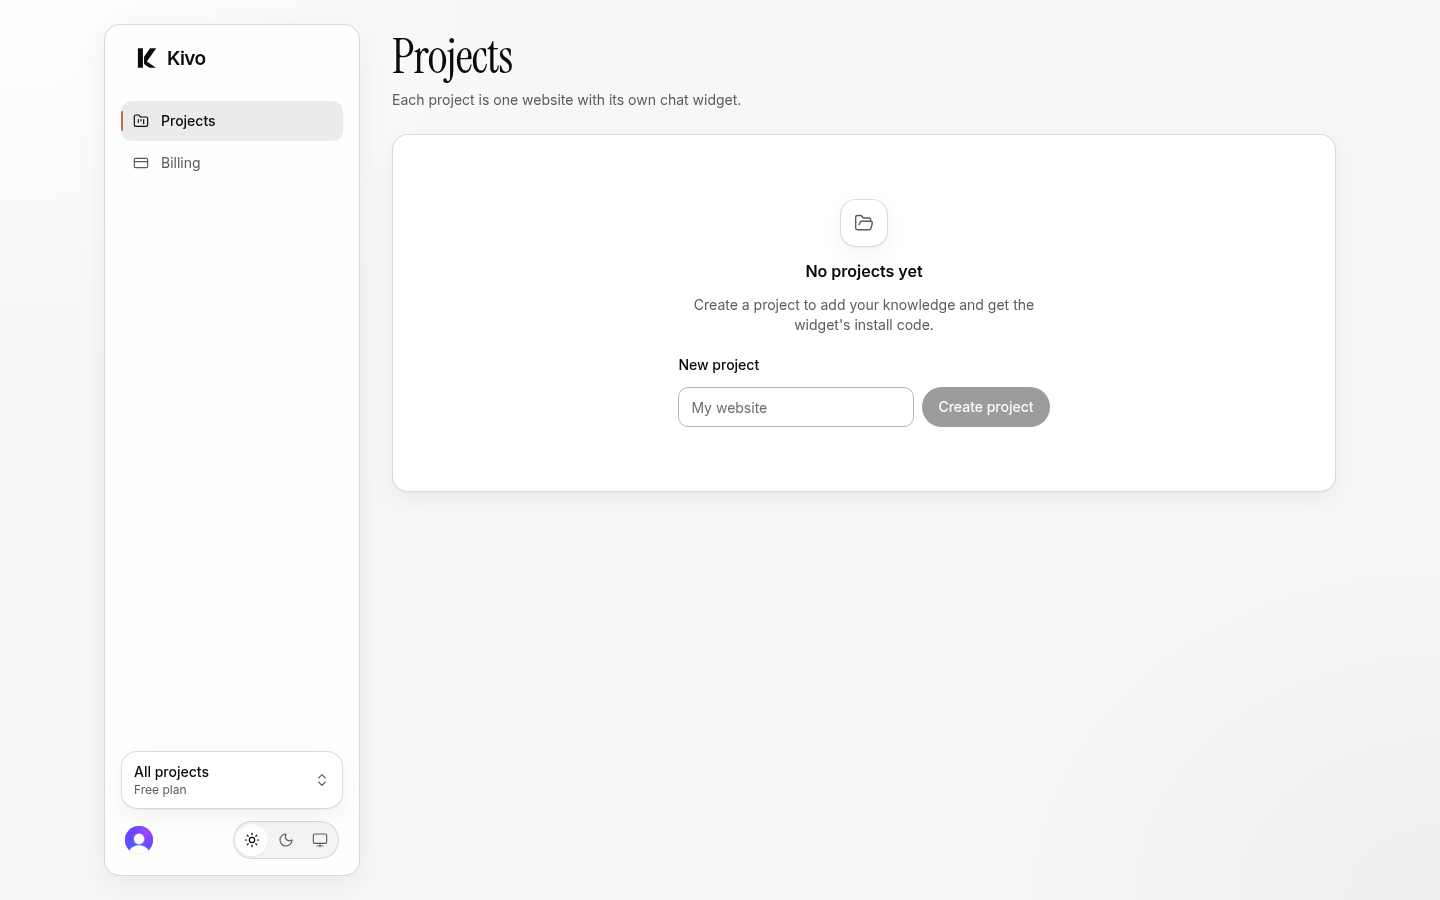 Kivo
Projects
Billing
All projects
Free plan
Projects
Each project is one website with its own chat widget.
No projects yet
Create a project to add your knowledge and get the
widget's install code.
New project
My website
Create project